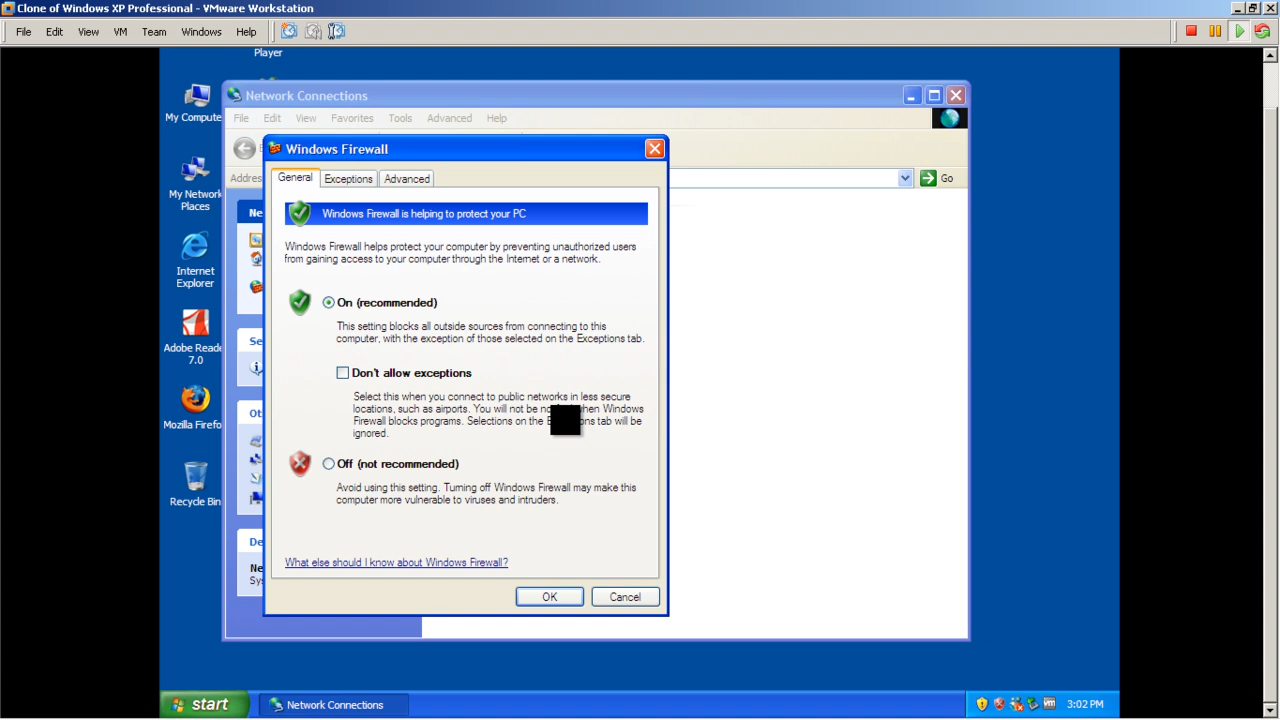 Clone of Windows XP Professional - VMware Workstation
File Edit View VM Team Windows Help
Player
Network Connections
My Compute
File Edit View Favorites Tools Advanced Help
Windows Firewall
Addres
Go
General Exceptions Advanced
My Network
Places
Ne
Windows Firewall is helping to protect your PC
Windows Firewall helps protect your computer by preventing unauthorized users
from gaining access to your computer through the Internet or a network.
Internet
Explorer
On (recommended)
This setting blocks all outside sources from connecting to this
computer, with the exception of those selected on the Exceptions tab.
Se
Adobe Reade
7.0
Don't allow exceptions
Select this when you connect to public networks in less secure
locations, such as airports. You will not be when Windows
Firewall blocks programs. Selections on the tab will be
ignored.
Ot
Mozilla Firefo
Off (not recommended)
Avoid using this setting. Turning off Windows Firewall may make this
computer more vulnerable to viruses and intruders.
Recycle Bin
De
What else should I know about Windows Firewall?
Ne
Sys
OK Cancel
start
Network Connections
3:02 PM